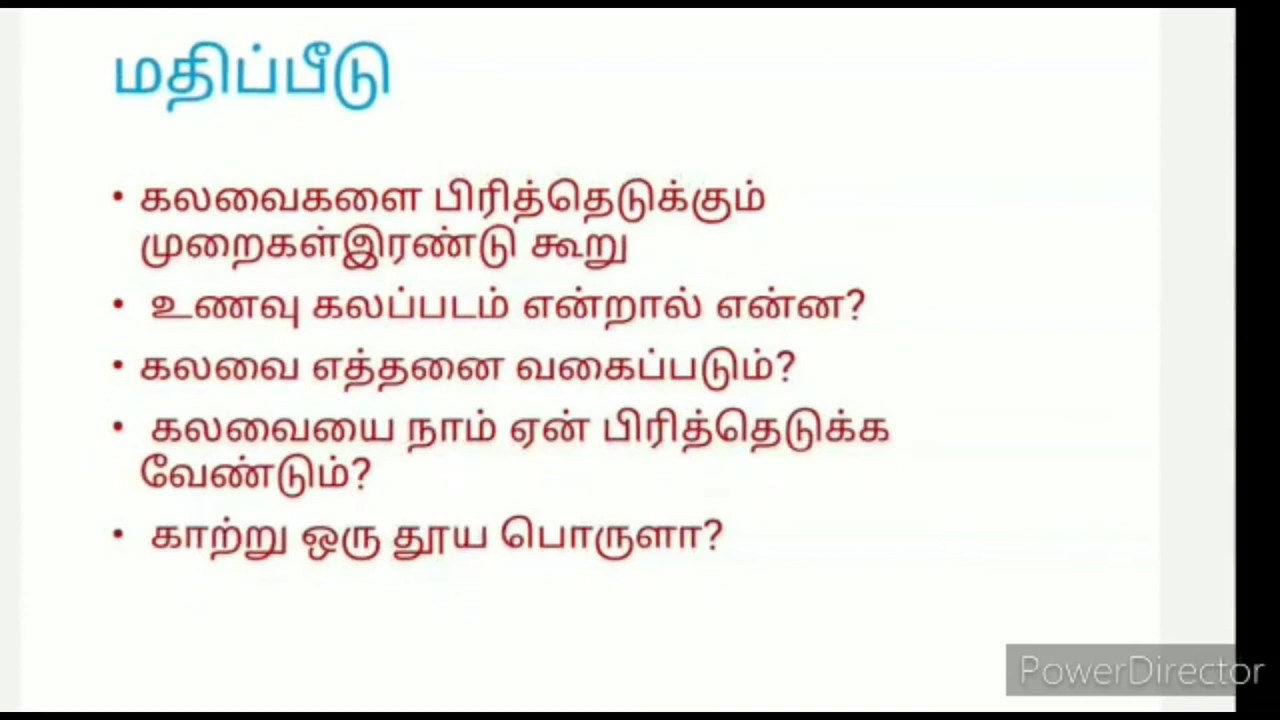 மதிப்பீடு
• கலவைகளை பிரித்தெடுக்கும்
முறைகள்இரண்டு கூறு
• உணவு கலப்படம் என்றால் என்ன?
• கலவை எத்தனை வகைப்படும்?
• கலவையை நாம் ஏன் பிரித்தெடுக்க
வேண்டும்?
• காற்று ஒரு தூய பொருளா?
PowerDirector